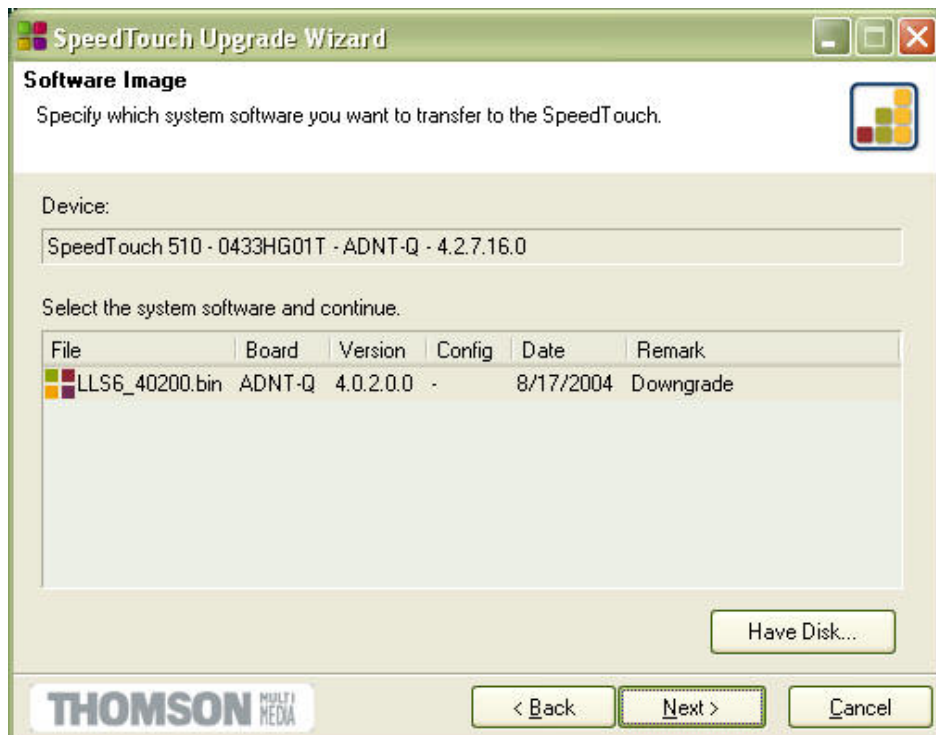 SpeedTouch Upgrade Wizard
Software Image
Specify which system software you want to transfer to the SpeedTouch.
Device:
SpeedTouch 510 - 0433HG01T - ADNT-Q - 4.2.7.16.0
Select the system software and continue.
File Board Version Config Date Remark
LLS6_40200.bin ADNT-Q 4.0.2.0.0 - 8/17/2004 Downgrade
Have Disk...
THOMSON MULTI MEDIA
< Back Next > Cancel